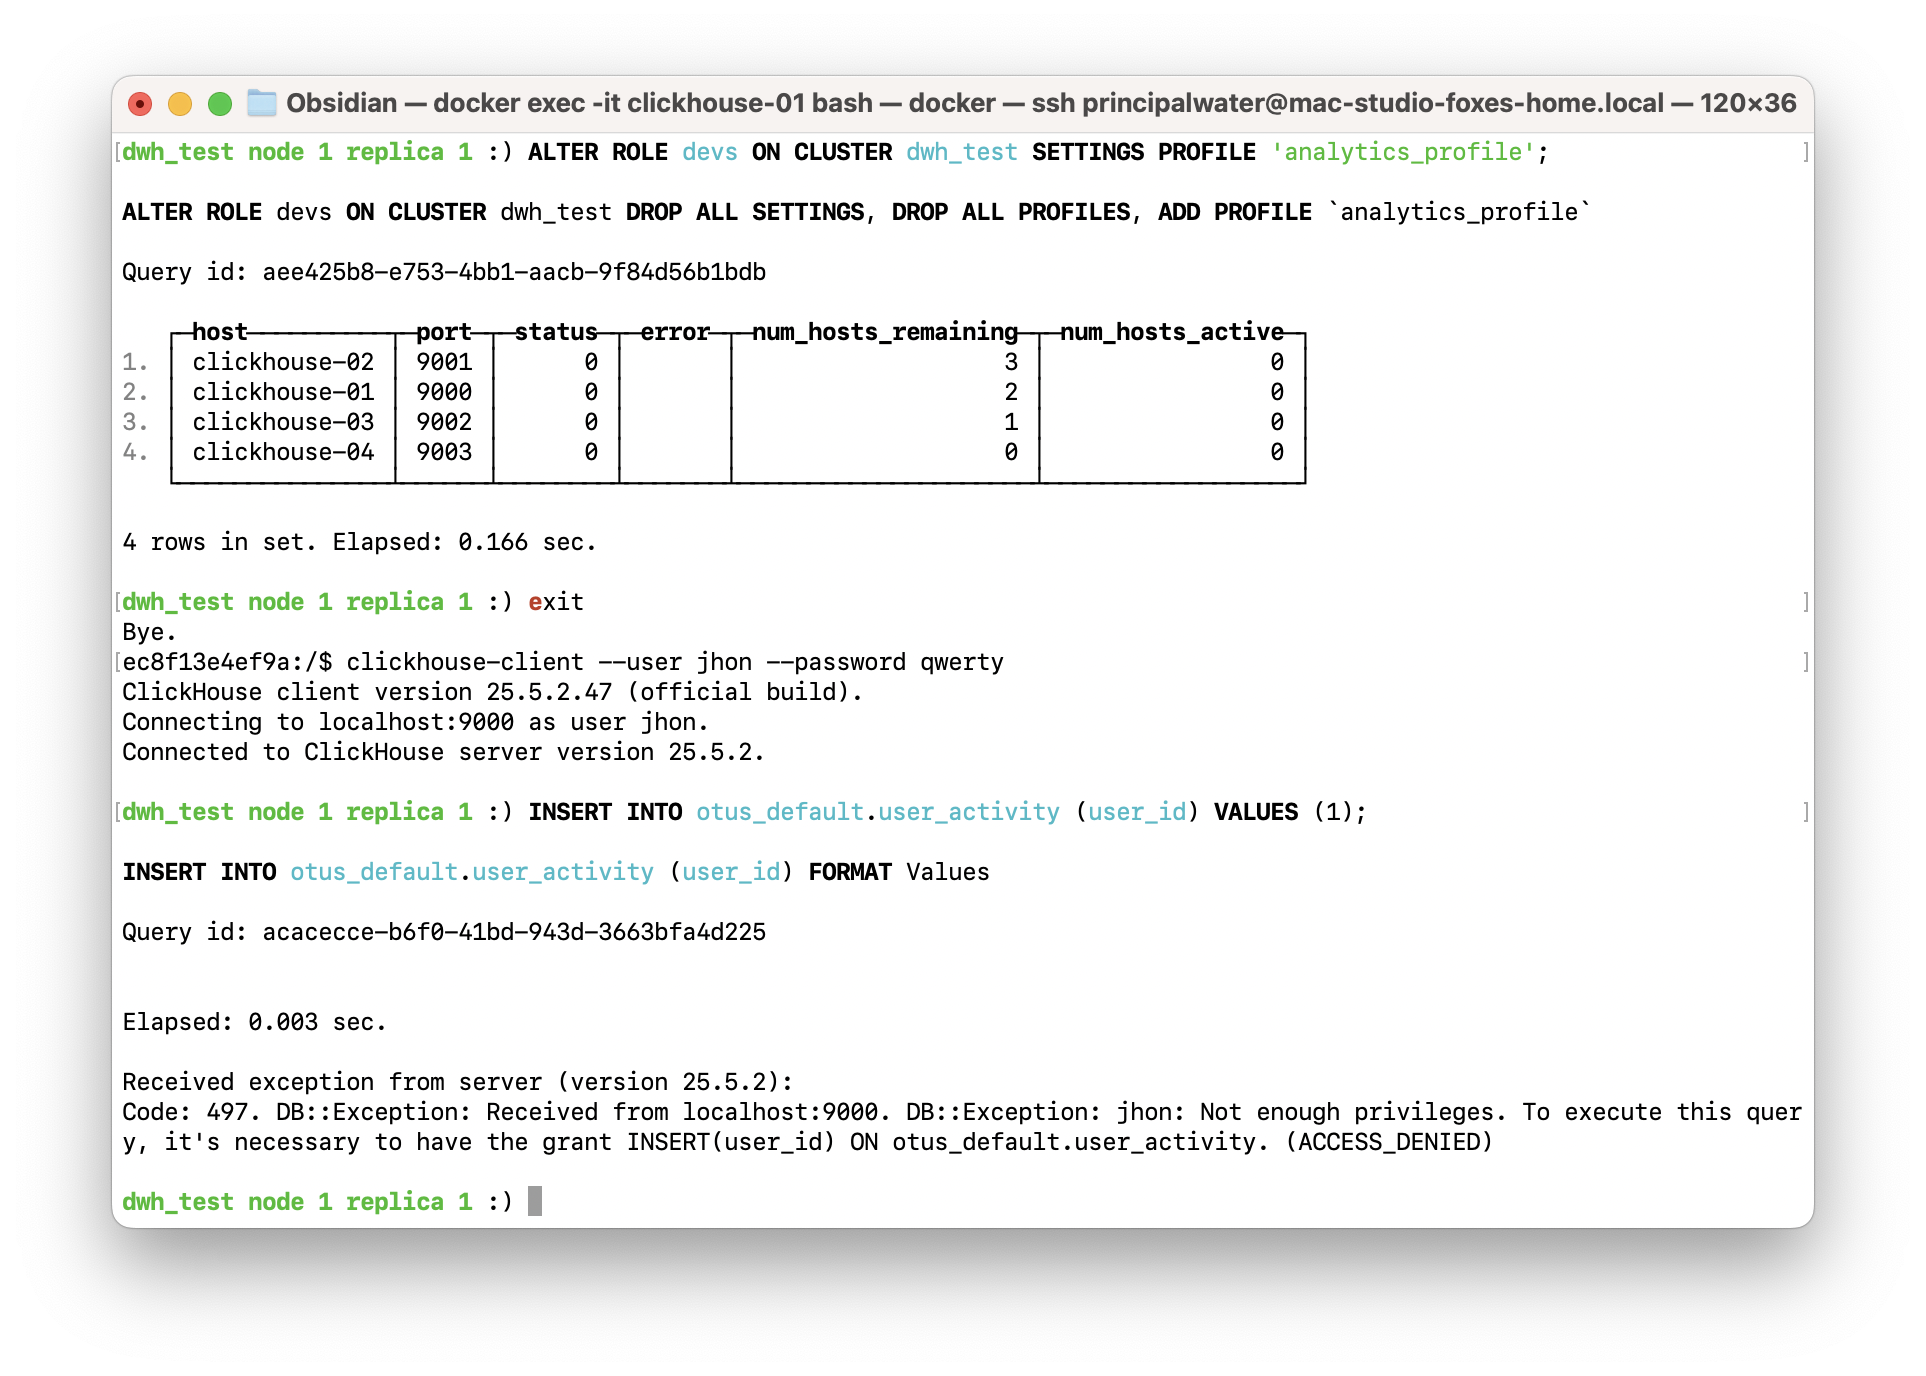 Obsidian — docker exec -it clickhouse-01 bash — docker — ssh principalwater@mac-studio-foxes-home.local — 120×36
[dwh_test node 1 replica 1 :) ALTER ROLE devs ON CLUSTER dwh_test SETTINGS PROFILE 'analytics_profile'; ]
ALTER ROLE devs ON CLUSTER dwh_test DROP ALL SETTINGS, DROP ALL PROFILES, ADD PROFILE `analytics_profile`
Query id: aee425b8-e753-4bb1-aacb-9f84d56b1bdb
host port status error num_hosts_remaining num_hosts_active
1. clickhouse-02 9001 0 3 0
2. clickhouse-01 9000 0 2 0
3. clickhouse-03 9002 0 1 0
4. clickhouse-04 9003 0 0 0
4 rows in set. Elapsed: 0.166 sec.
[dwh_test node 1 replica 1 :) exit ]
Bye.
[ec8f13e4ef9a:/$ clickhouse-client --user jhon --password qwerty ]
ClickHouse client version 25.5.2.47 (official build).
Connecting to localhost:9000 as user jhon.
Connected to ClickHouse server version 25.5.2.
[dwh_test node 1 replica 1 :) INSERT INTO otus_default.user_activity (user_id) VALUES (1); ]
INSERT INTO otus_default.user_activity (user_id) FORMAT Values
Query id: acacecce-b6f0-41bd-943d-3663bfa4d225
Elapsed: 0.003 sec.
Received exception from server (version 25.5.2):
Code: 497. DB::Exception: Received from localhost:9000. DB::Exception: jhon: Not enough privileges. To execute this quer
y, it's necessary to have the grant INSERT(user_id) ON otus_default.user_activity. (ACCESS_DENIED)
dwh_test node 1 replica 1 :)